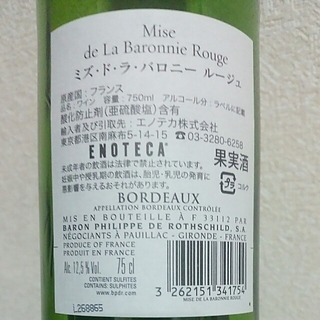 Mise
de La Baronnie Rouge
ミズ・ド・ラ・バロニー ルージュ
原産国：フランス
品名：ワイン 容量：750ml アルコール分：ラベルに記載
酸化防止剤(亜硫酸塩)含有
輸入者及び引取先：エノテカ株式会社
東京都港区南麻布5-14-15 ☎03-3280-6258
ENOTECA
果実酒
未成年者の飲酒は法律で禁止されています。
妊娠中や授乳期の飲酒は、胎児・乳児の発育に
悪影響を与えるおそれがあります。
BORDEAUX
APPELLATION BORDEAUX CONTRÔLÉE
MIS EN BOUTEILLE À F 33112 PAR
BARON PHILIPPE DE ROTHSCHILD, S.A.
NÉGOCIANTS À PAUILLAC - GIRONDE - FRANCE
PRODUCE OF FRANCE
PRODUIT EN FRANCE
Alc. 12,5 % Vol. 75 cl
CONTIENT SULFITES
CONTAINS: SULPHITES
www.bpdr.com
3 262151 341754
MISE DE LA BARONNIE ROUGE
L268865